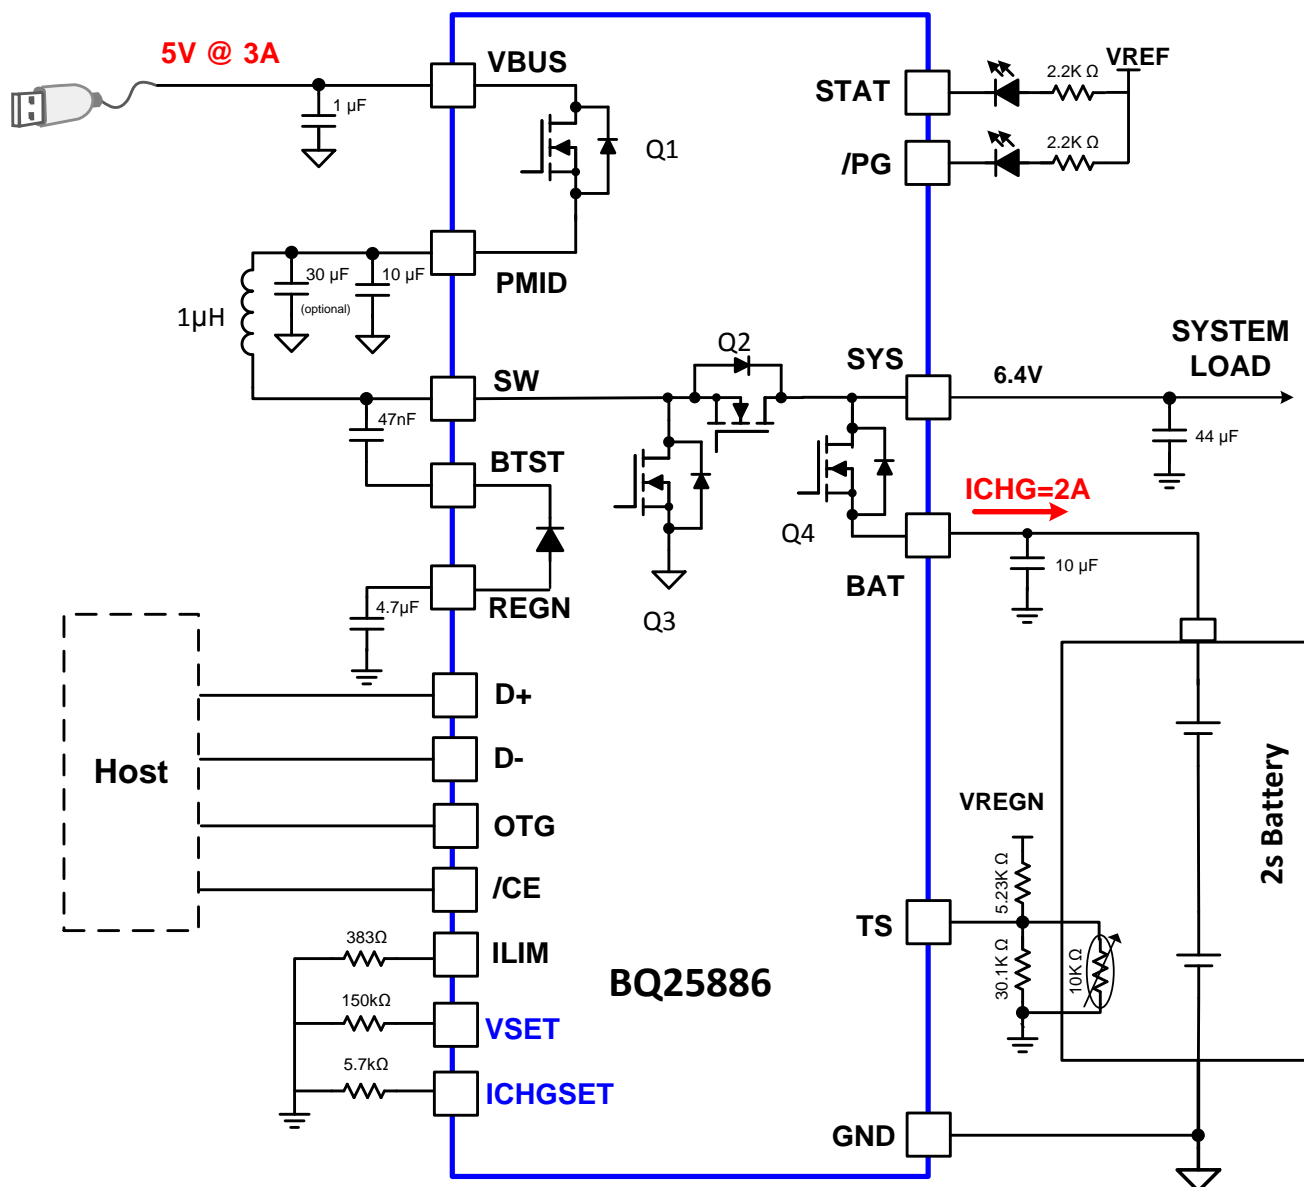 5V @ 3A
VBUS
1 µF
Q1
STAT
2.2K Ω
VREF
/PG
2.2K Ω
30 µF
(optional)
10 µF
PMID
1µH
SW
Q2
SYS
6.4V
SYSTEM
LOAD
44 µF
47nF
BTST
Q4
ICHG=2A
BAT
10 µF
4.7µF
REGN
Q3
D+
Host
D-
OTG
/CE
VREGN
5.23K Ω
2s Battery
TS
30.1K Ω
10K Ω
383Ω
ILIM
BQ25886
150kΩ
VSET
5.7kΩ
ICHGSET
GND